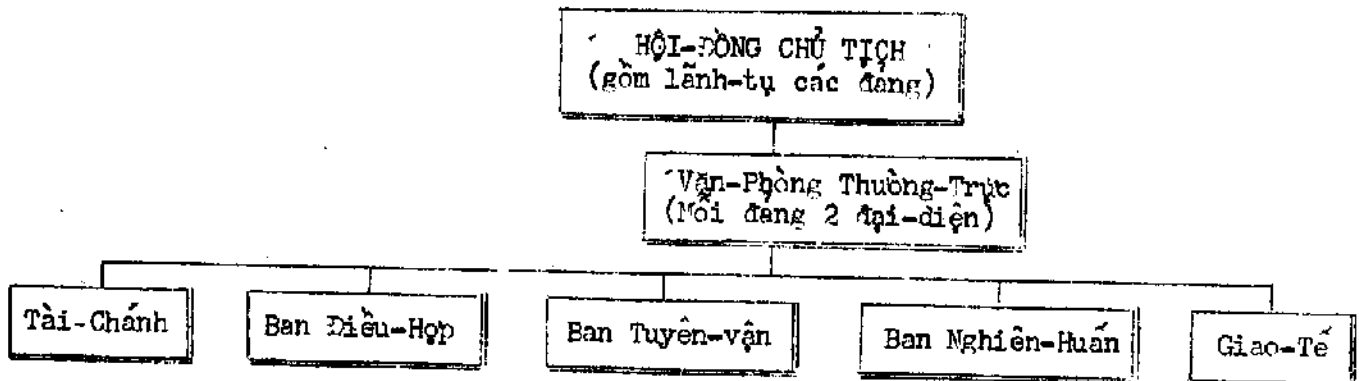 HỘI-ĐỒNG CHỦ TỊCH
(gồm lãnh-tụ các đảng)
Văn-Phòng Thường-Trực
(Mỗi đảng 2 đại-diện)
Tài-Chánh
Ban Điều-Hợp
Ban Tuyên-vận
Ban Nghiên-Huấn
Giao-Tế